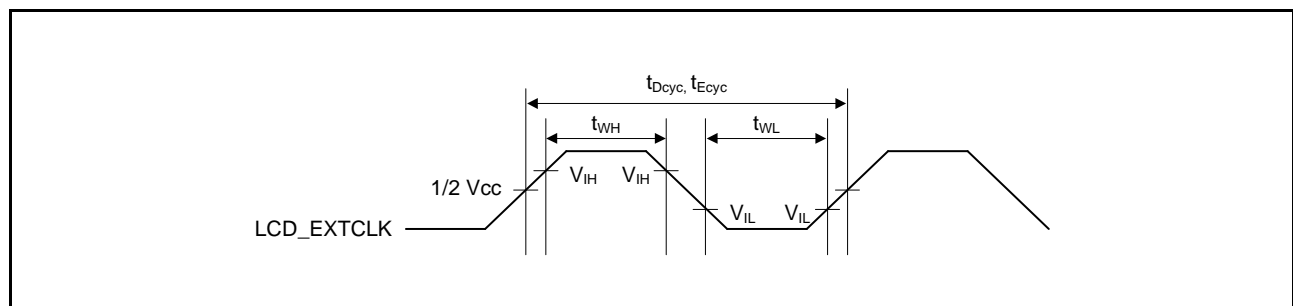 tDcyc, tEcyc
tWH
tWL
VIH
VIH
1/2 Vcc
VIL
VIL
LCD_EXTCLK